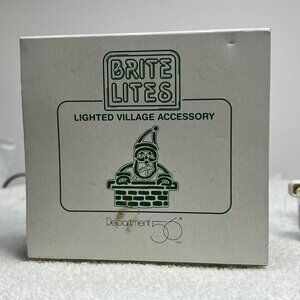 BRITE
LITES
LIGHTED VILLAGE ACCESSORY
Department 56